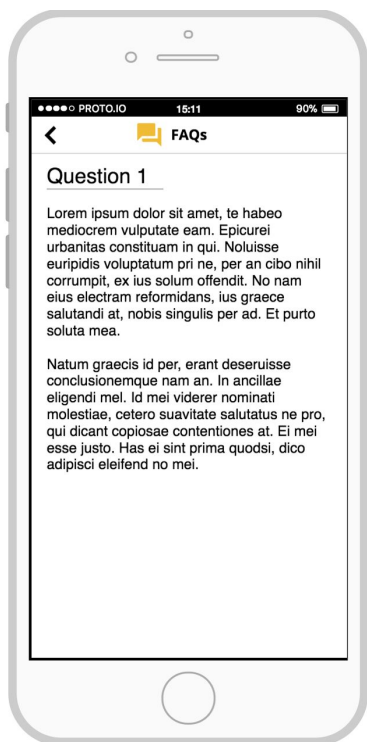 PROTO.IO 15:11 90%
FAQs
Question 1
Lorem ipsum dolor sit amet, te habeo
mediocrem vulputate eam. Epicurei
urbanitas constituam in qui. Noluisse
euripidis voluptatum pri ne, per an cibo nihil
corrumpit, ex ius solum offendit. No nam
eius electram reformidans, ius graece
salutandi at, nobis singulis per ad. Et purto
soluta mea.
Natum graecis id per, erant deseruisse
conclusionemque nam an. In ancillae
eligendi mel. Id mei viderer nominati
molestiae, cetero suavitate salutatus ne pro,
qui dicant copiosae contentiones at. Ei mei
esse justo. Has ei sint prima quodsi, dico
adipisci eleifend no mei.